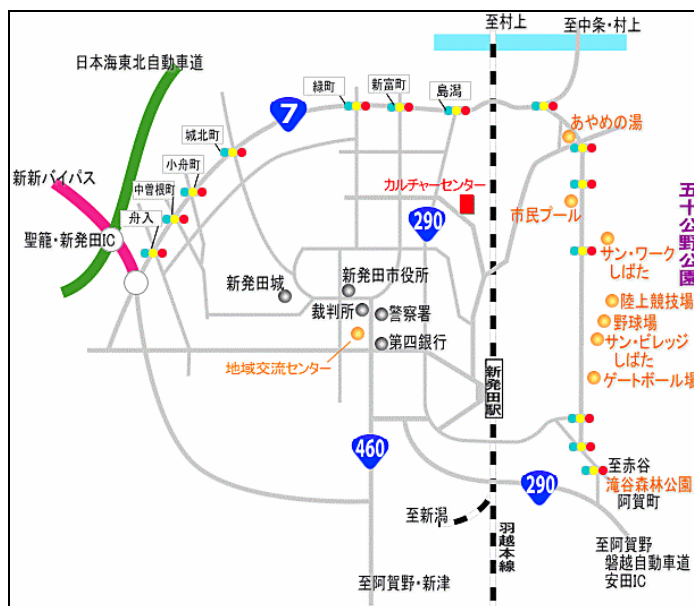 至村上
至中条・村上
日本海東北自動車道
緑町
新富町
島潟
7
あやめの湯
城北町
小舟町
新新バイパス
中曽根町
カルチャーセンター
五十公野公園
市民プール
舟入
290
聖籠・新発田IC
サン・ワーク
しばた
新発田市役所
新発田城
裁判所
警察署
陸上競技場
野球場
第四銀行
サン・ビレッジ
しばた
地域交流センター
新発田駅
ゲートボール場
460
至赤谷
滝谷森林公園
阿賀町
290
至新潟
羽越本線
至阿賀野
磐越自動車道
安田IC
至阿賀野・新津